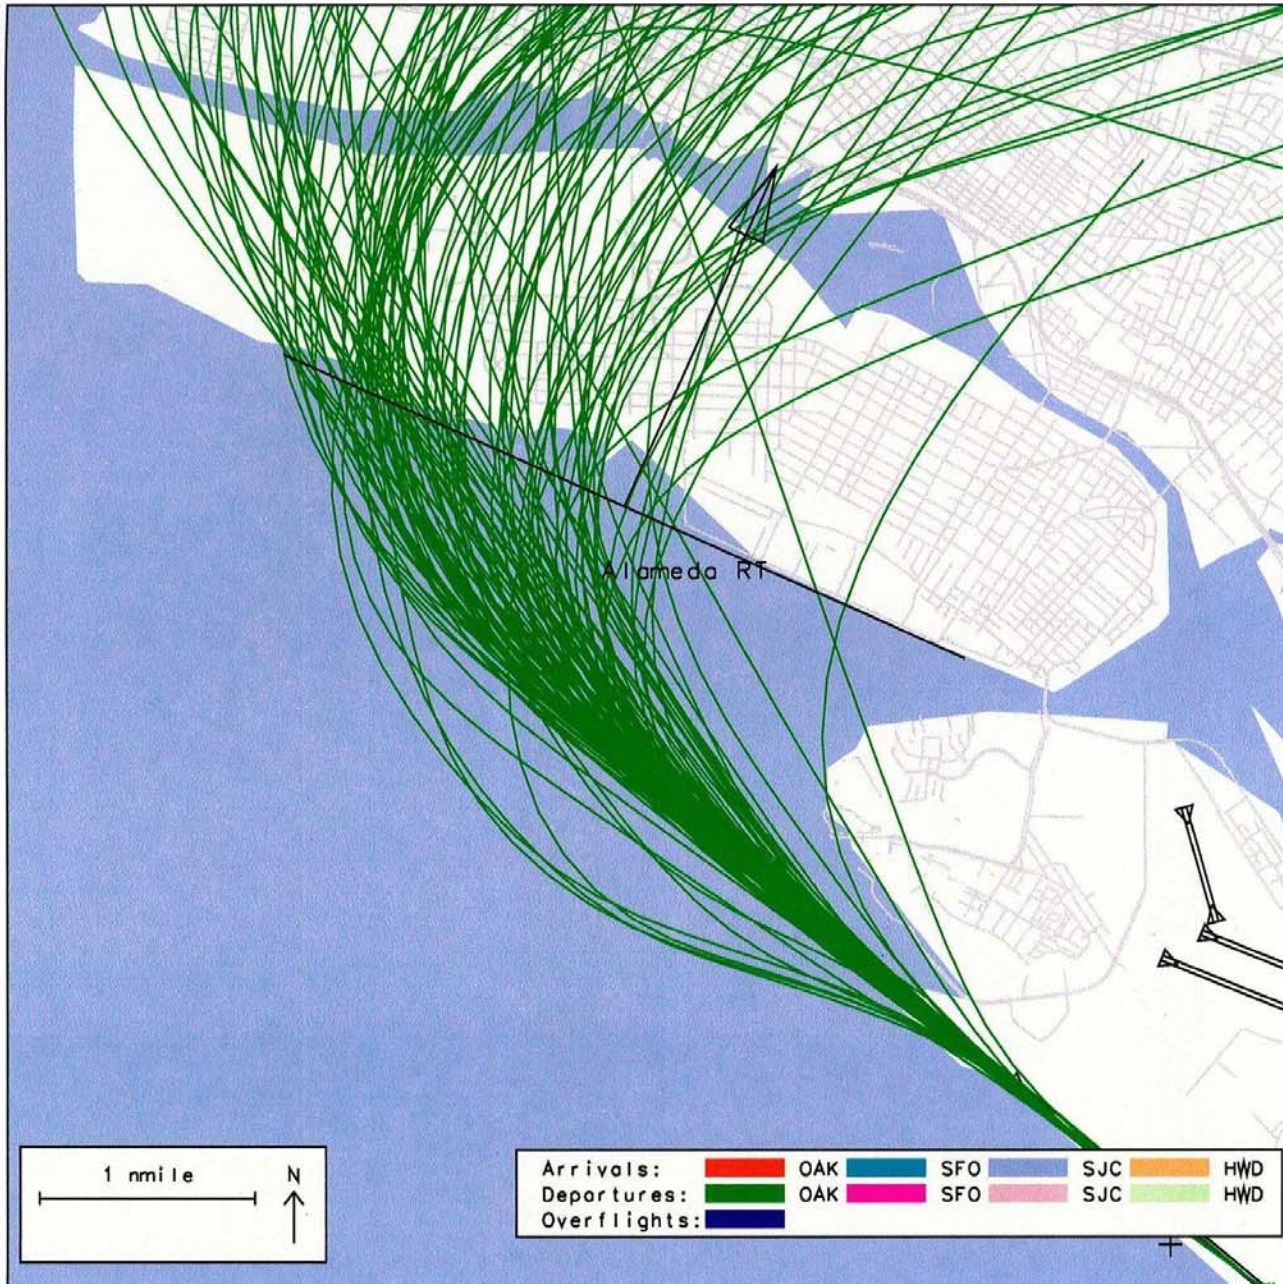 Alameda RT
1 nmile
N
Arrivals: OAK SFO SJC HWD
Departures: OAK SFO SJC HWD
Overflights: